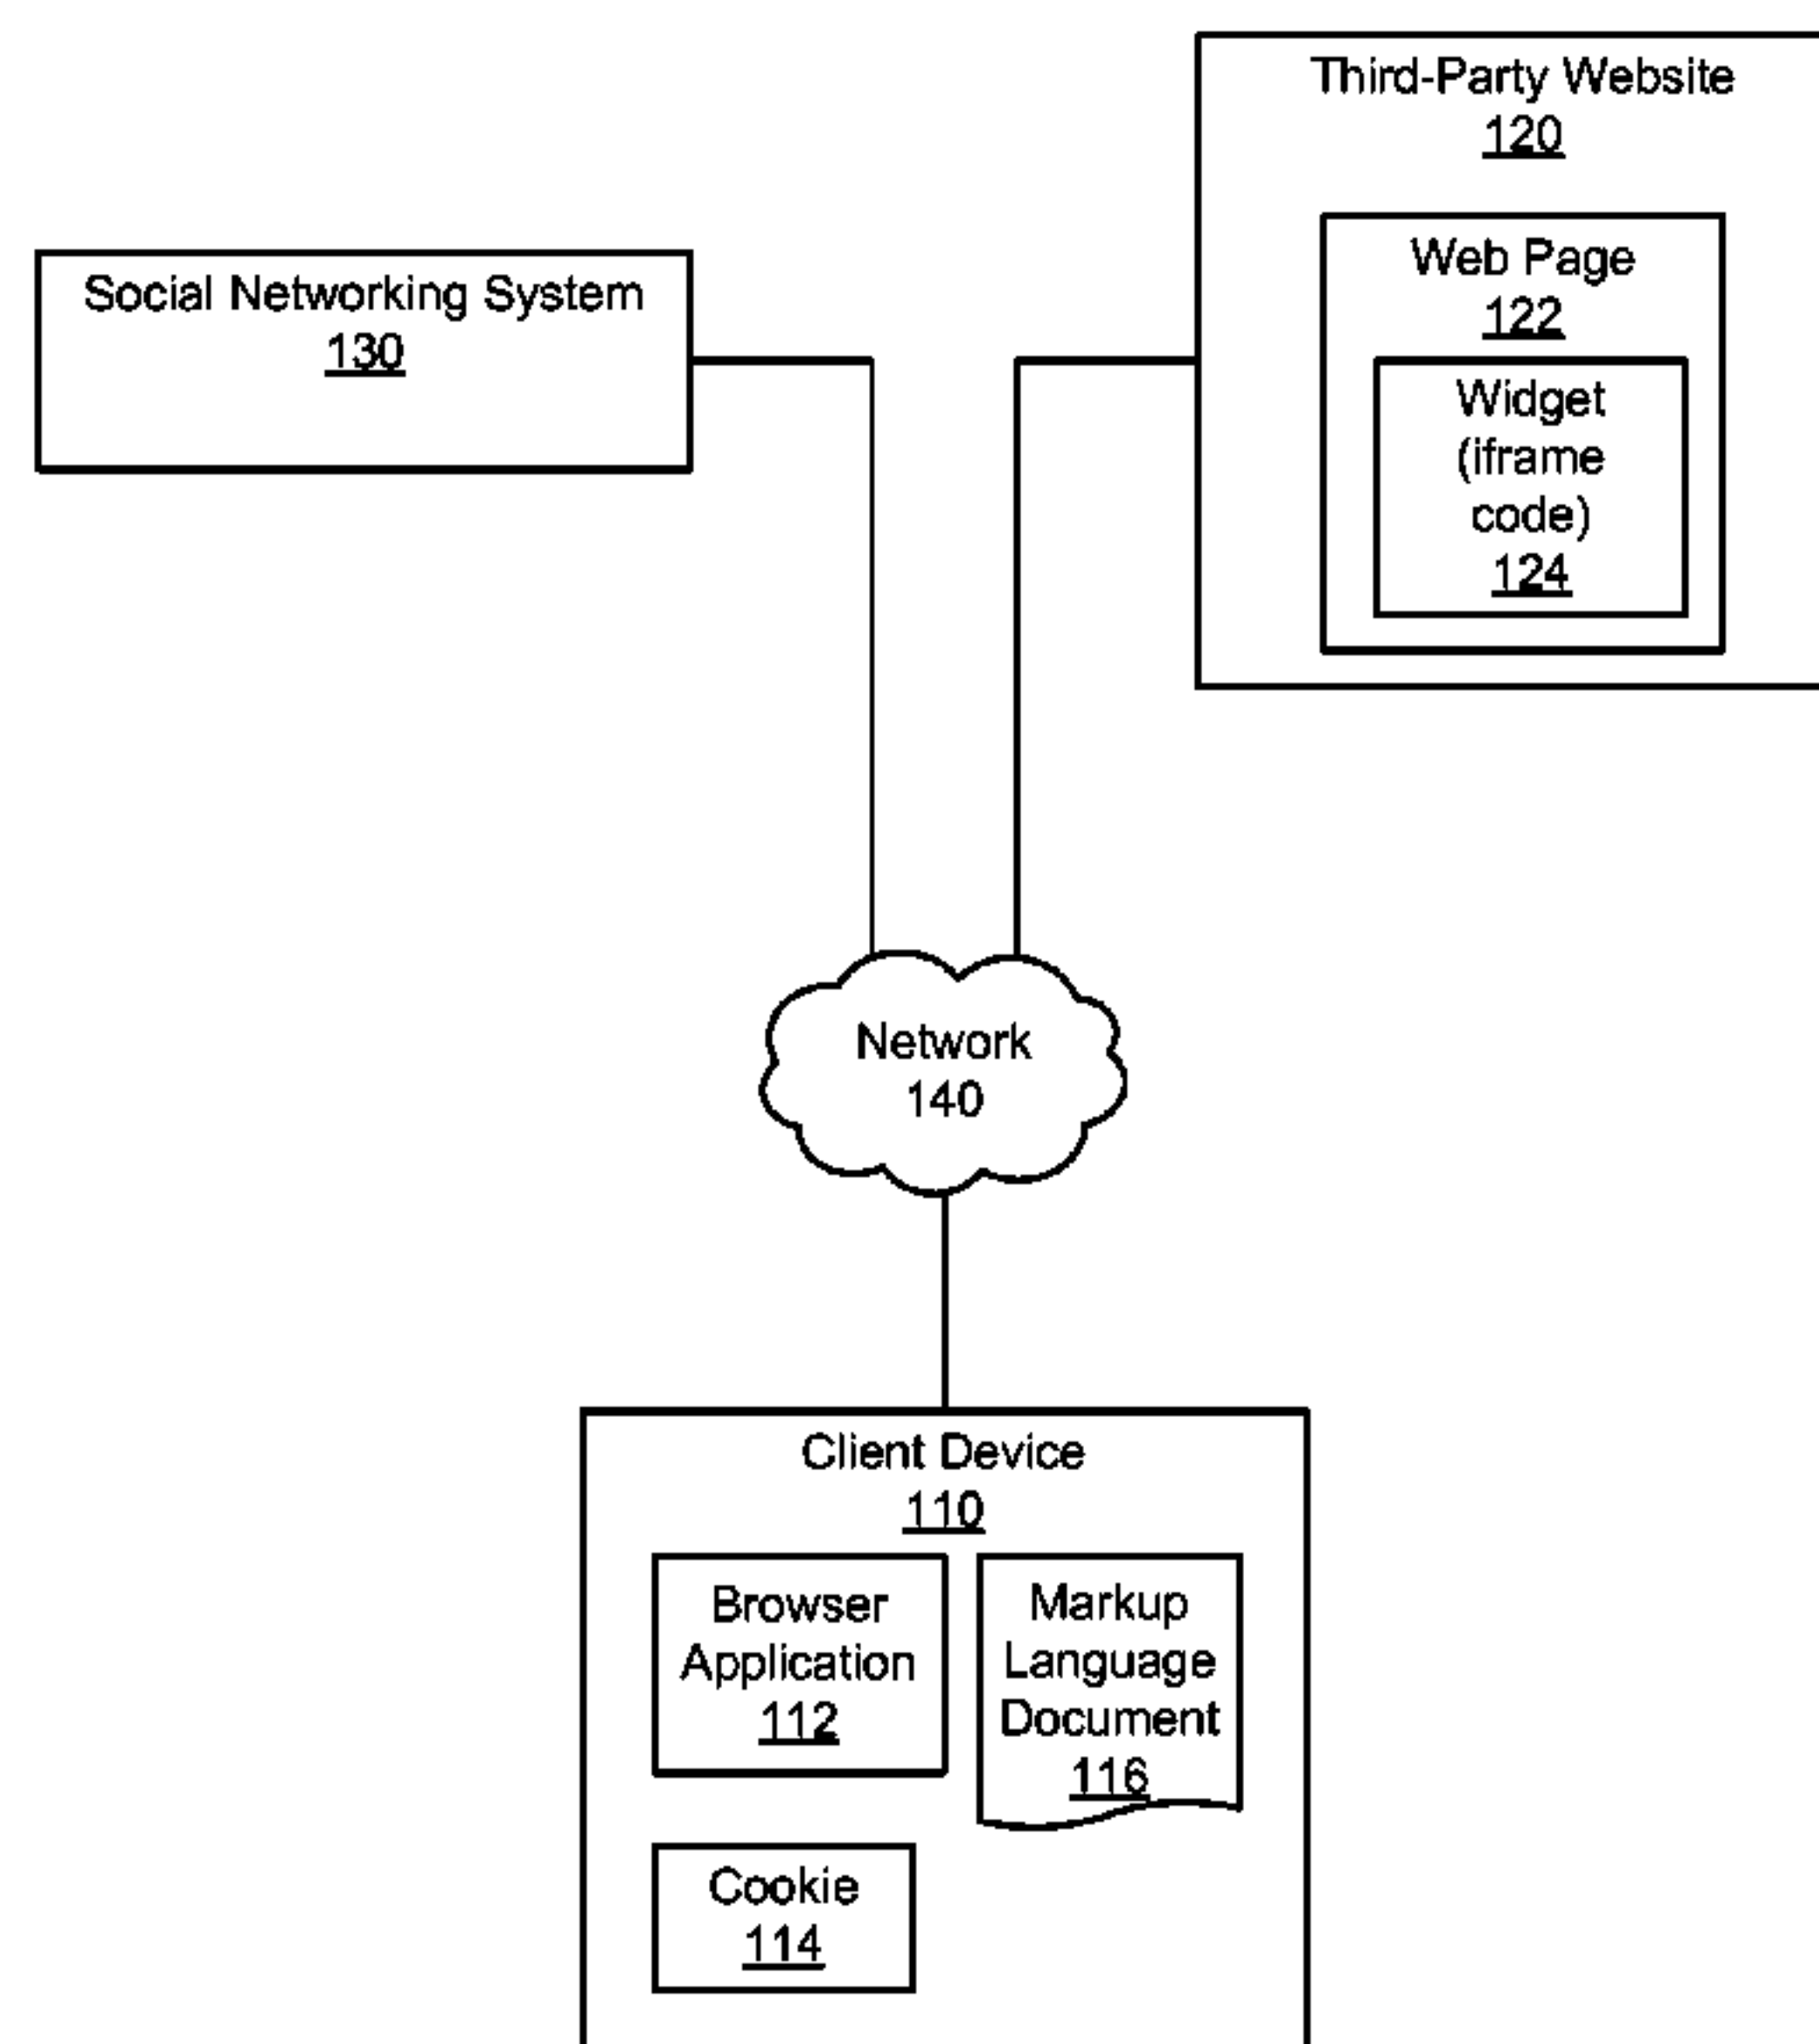 Third-Party Website
120
Web Page
122
Widget
(iframe
code)
124
Social Networking System
130
Network
140
Client Device
110
Browser
Application
112
Markup
Language
Document
116
Cookie
114